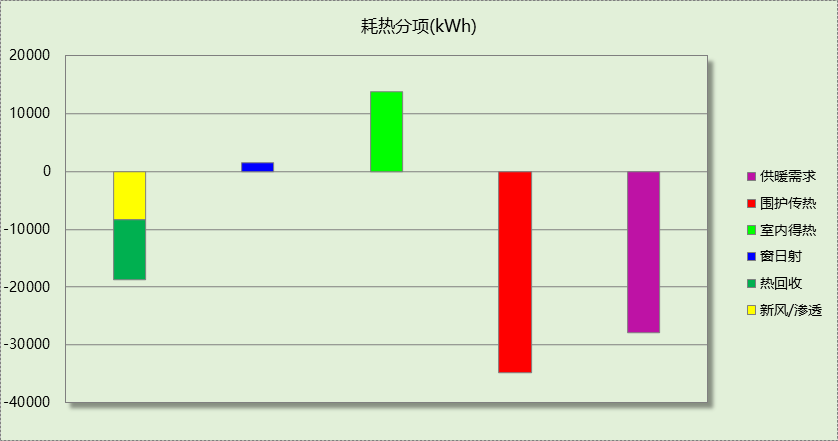 耗热分项(kWh)
20000
10000
0
-10000
-20000
-30000
-40000
供暖需求
围护传热
室内得热
窗日射
热回收
新风/渗透